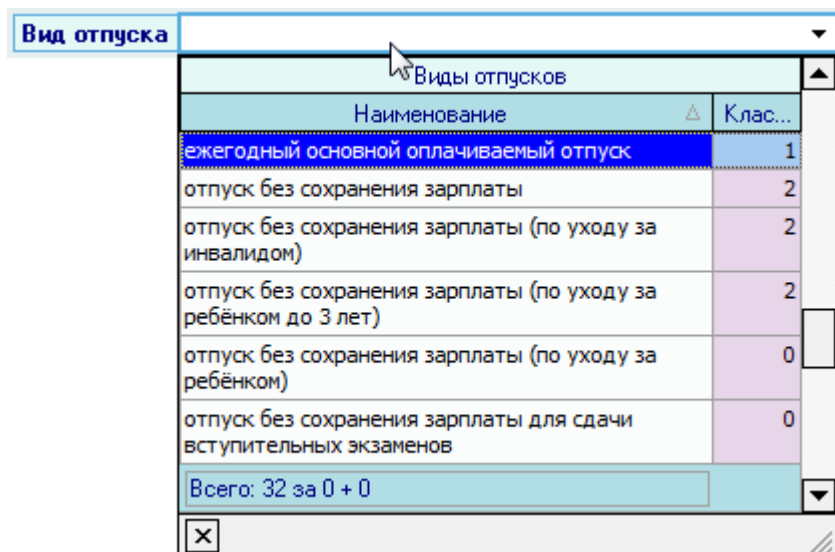 Вид отпуска
Виды отпусков
Наименование Клас...
ежегодный основной оплачиваемый отпуск 1
отпуск без сохранения зарплаты 2
отпуск без сохранения зарплаты (по уходу за 2
инвалидом)
отпуск без сохранения зарплаты (по уходу за 2
ребёнком до 3 лет)
отпуск без сохранения зарплаты (по уходу за 0
ребёнком)
отпуск без сохранения зарплаты для сдачи 0
вступительных экзаменов
Всего: 32 за 0 + 0